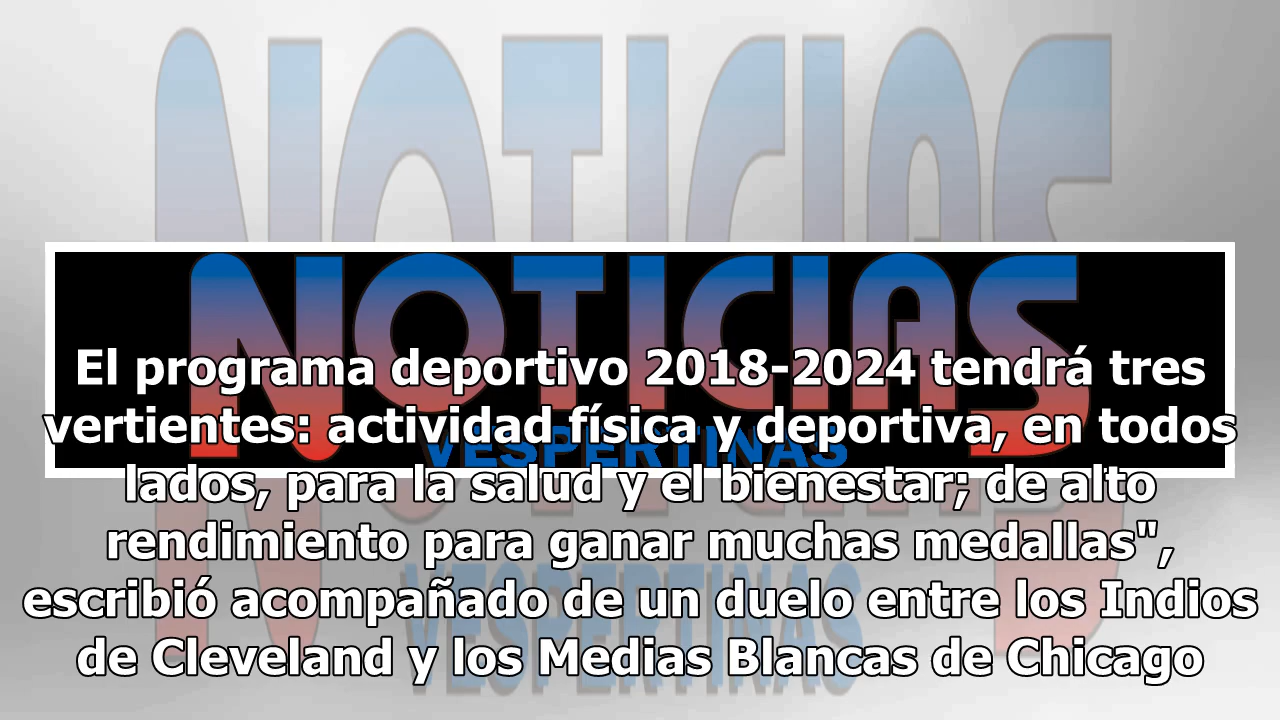 NOTICIAS
VESPERTINAS
NOTICIAS
VESPERTINAS
El programa deportivo 2018-2024 tendrá tres
vertientes: actividad física y deportiva, en todos
lados, para la salud y el bienestar; de alto
rendimiento para ganar muchas medallas",
escribió acompañado de un duelo entre los Indios
de Cleveland y los Medias Blancas de Chicago